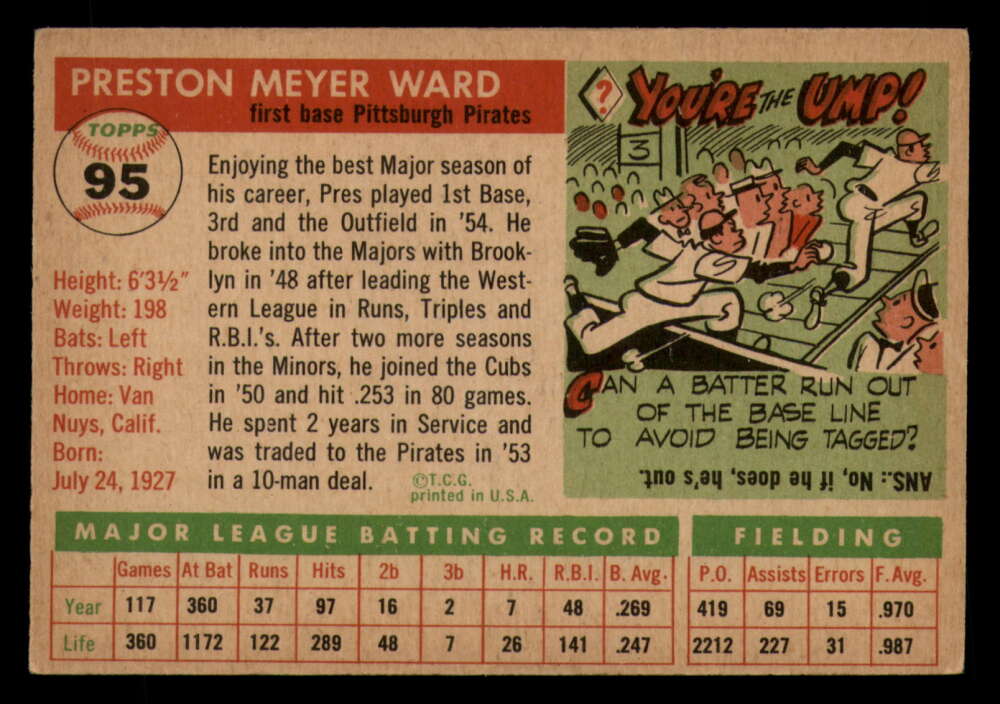 PRESTON MEYER WARD
first base Pittsburgh Pirates
TOPPS
95
Height: 6'3½"
Weight: 198
Bats: Left
Throws: Right
Home: Van
Nuys, Calif.
Born:
July 24, 1927
Enjoying the best Major season of
his career, Pres played 1st Base,
3rd and the Outfield in '54. He
broke into the Majors with Brook-
lyn in '48 after leading the West-
ern League in Runs, Triples and
R.B.I.'s. After two more seasons
in the Minors, he joined the Cubs
in '50 and hit .253 in 80 games.
He spent 2 years in Service and
was traded to the Pirates in '53
in a 10-man deal.
©T.C.G.
printed in U.S.A.
? YOU'RE THE UMP!
3
CAN A BATTER RUN OUT
OF THE BASE LINE
TO AVOID BEING TAGGED?
ANS.: No, if he does, he's out.
MAJOR LEAGUE BATTING RECORD
Games At Bat Runs Hits 2b 3b H.R. R.B.I. B. Avg.
Year 117 360 37 97 16 2 7 48 .269
Life 360 1172 122 289 48 7 26 141 .247
FIELDING
P.O. Assists Errors F. Avg.
419 69 15 .970
2212 227 31 .987